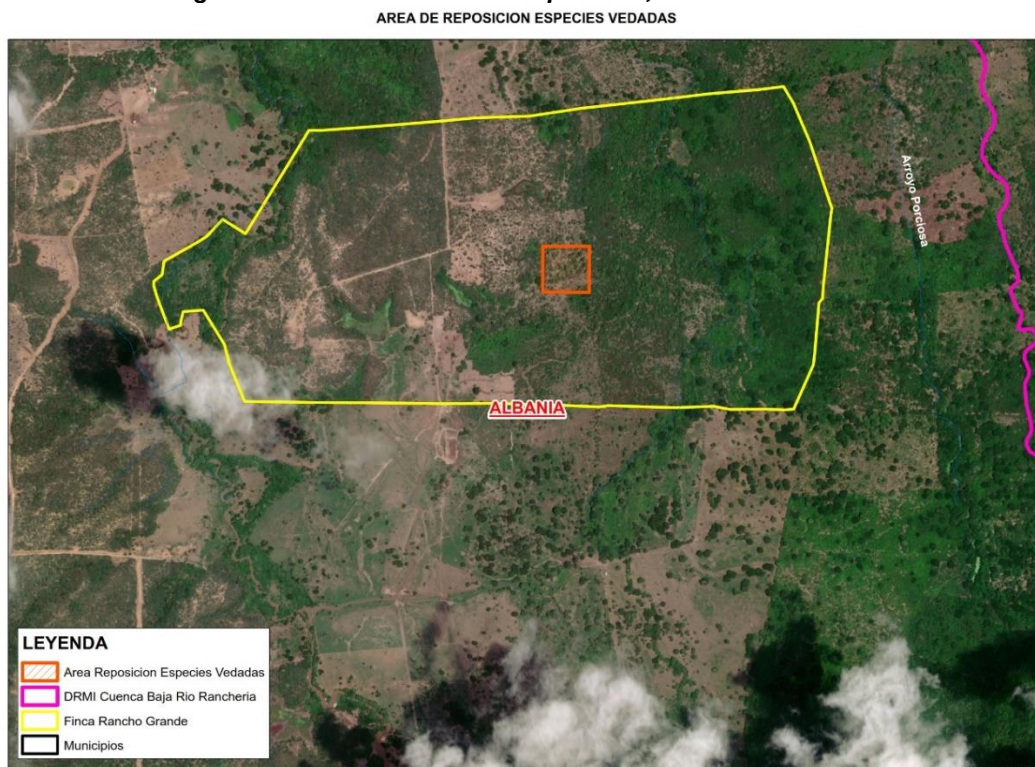 AREA DE REPOSICION ESPECIES VEDADAS
Arroyo Porciosa
ALBANIA
LEYENDA
Area Reposicion Especies Vedadas
DRMI Cuenca Baja Rio Rancheria
Finca Rancho Grande
Municipios